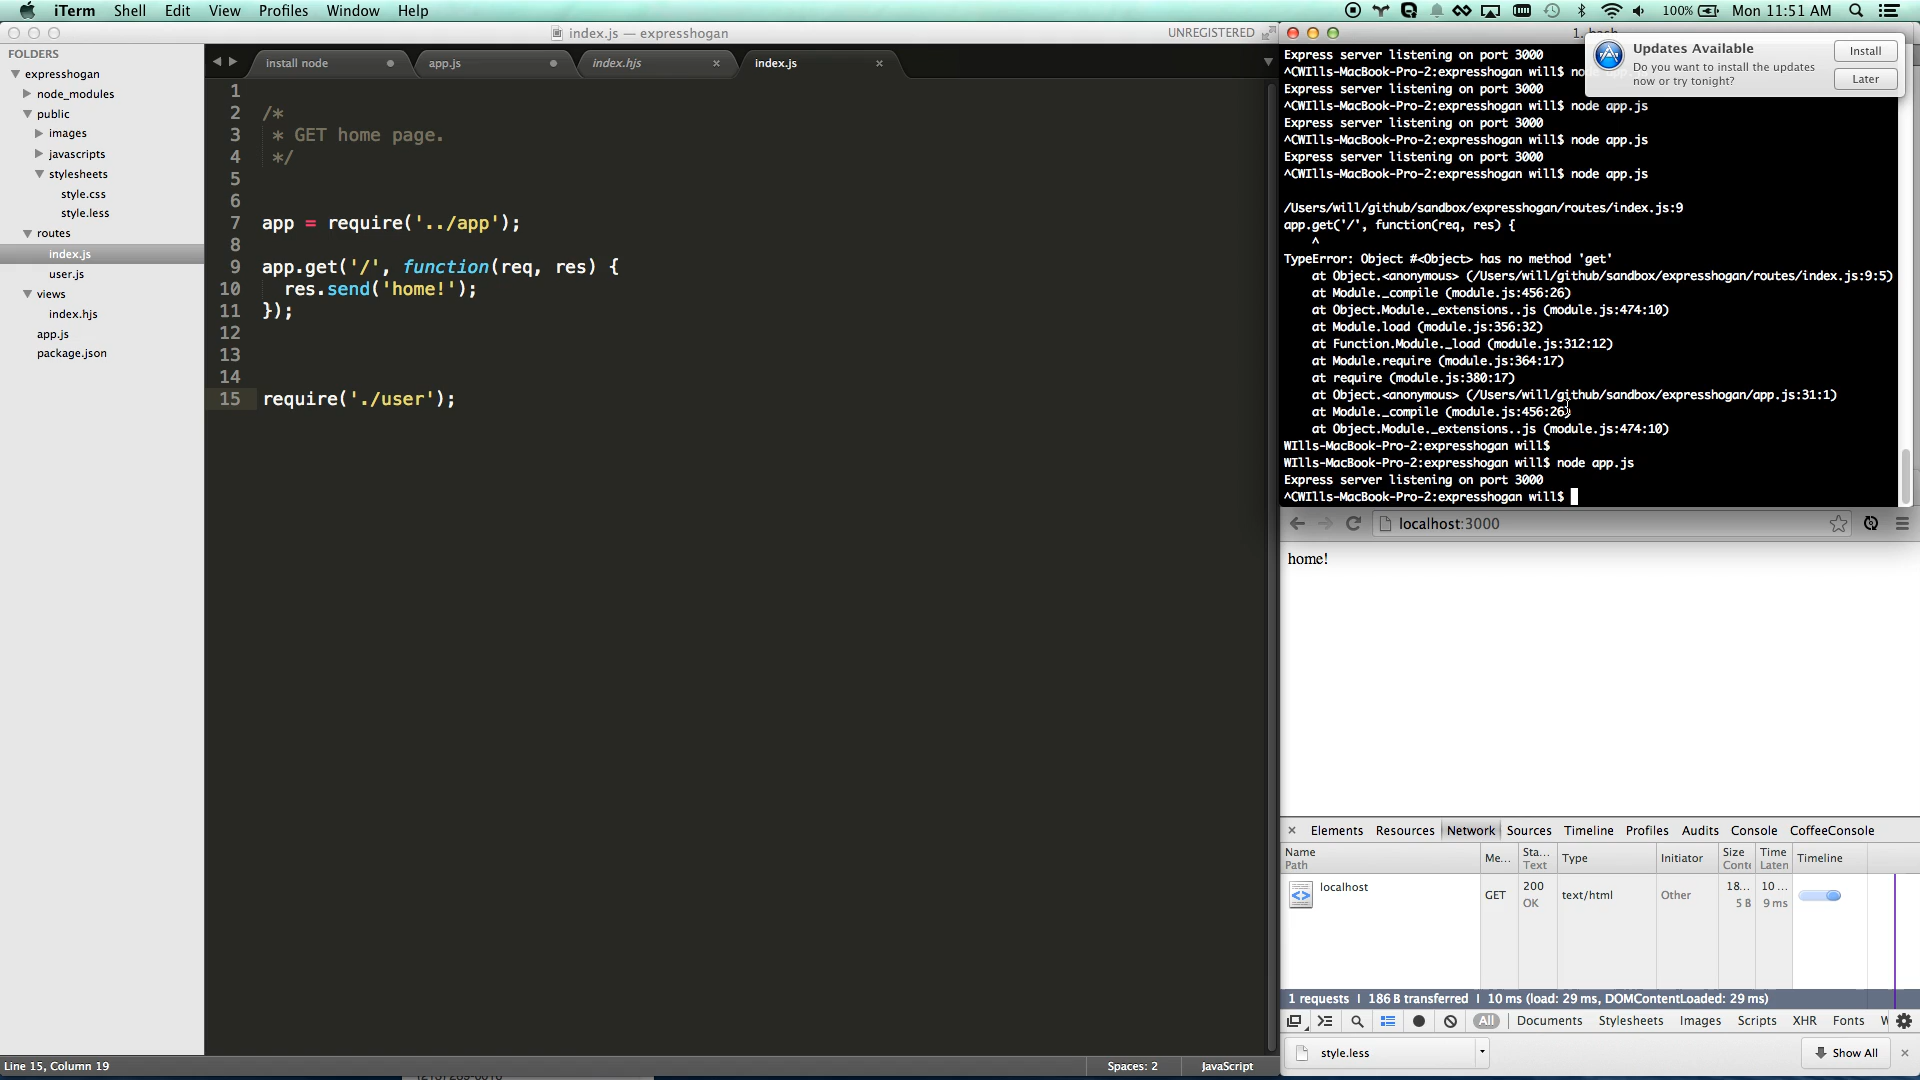 iTerm Shell Edit View Profiles Window Help
100% Mon 11:51 AM
index.js — expresshogan
UNREGISTERED
FOLDERS
expresshogan
node_modules
public
images
javascripts
stylesheets
style.css
style.less
routes
index.js
user.js
views
index.hjs
app.js
package.json
install node
app.js
index.hjs
index.js
1
2 /*
3 * GET home page.
4 */
5
6
7 app = require('../app');
8
9 app.get('/', function(req, res) {
10 res.send('home!');
11 });
12
13
14
15 require('./user');
Line 15, Column 19
Spaces: 2
JavaScript
Updates Available
Do you want to install the updates
now or try tonight?
Install
Later
Express server listening on port 3000
^CWIlls-MacBook-Pro-2:expresshogan will$ node
Express server listening on port 3000
^CWIlls-MacBook-Pro-2:expresshogan will$ node app.js
Express server listening on port 3000
^CWIlls-MacBook-Pro-2:expresshogan will$ node app.js
Express server listening on port 3000
^CWIlls-MacBook-Pro-2:expresshogan will$ node app.js
/Users/will/github/sandbox/expresshogan/routes/index.js:9
app.get('/', function(req, res) {
^
TypeError: Object #<Object> has no method 'get'
at Object.<anonymous> (/Users/will/github/sandbox/expresshogan/routes/index.js:9:5)
at Module._compile (module.js:456:26)
at Object.Module._extensions..js (module.js:474:10)
at Module.load (module.js:356:32)
at Function.Module._load (module.js:312:12)
at Module.require (module.js:364:17)
at require (module.js:380:17)
at Object.<anonymous> (/Users/will/github/sandbox/expresshogan/app.js:31:1)
at Module._compile (module.js:456:26)
at Object.Module._extensions..js (module.js:474:10)
WIlls-MacBook-Pro-2:expresshogan will$
WIlls-MacBook-Pro-2:expresshogan will$ node app.js
Express server listening on port 3000
^CWIlls-MacBook-Pro-2:expresshogan will$
localhost:3000
home!
Elements Resources Network Sources Timeline Profiles Audits Console CoffeeConsole
Name Me... Sta... Type Initiator Size Time Timeline
Path Text Conte Laten
localhost GET 200 text/html Other 18... 10 ...
OK 5 B 9 ms
1 requests | 186 B transferred | 10 ms (load: 29 ms, DOMContentLoaded: 29 ms)
All Documents Stylesheets Images Scripts XHR Fonts
style.less
Show All